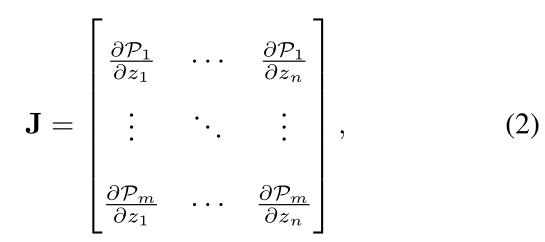 ∂𝒫₁/∂z₁ ⋯ ∂𝒫₁/∂zₙ
J = [ ⋮ ⋱ ⋮ ] , (2)
∂𝒫ₘ/∂z₁ ⋯ ∂𝒫ₘ/∂zₙ